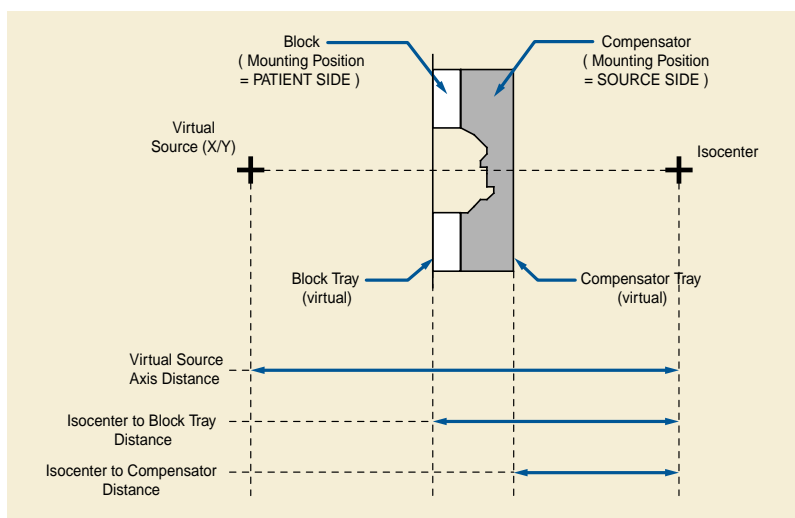 Block
( Mounting Position
= PATIENT SIDE )
Compensator
( Mounting Position
= SOURCE SIDE )
Virtual
Source (X/Y)
Isocenter
Block Tray
(virtual)
Compensator Tray
(virtual)
Virtual Source
Axis Distance
Isocenter to Block Tray
Distance
Isocenter to Compensator
Distance